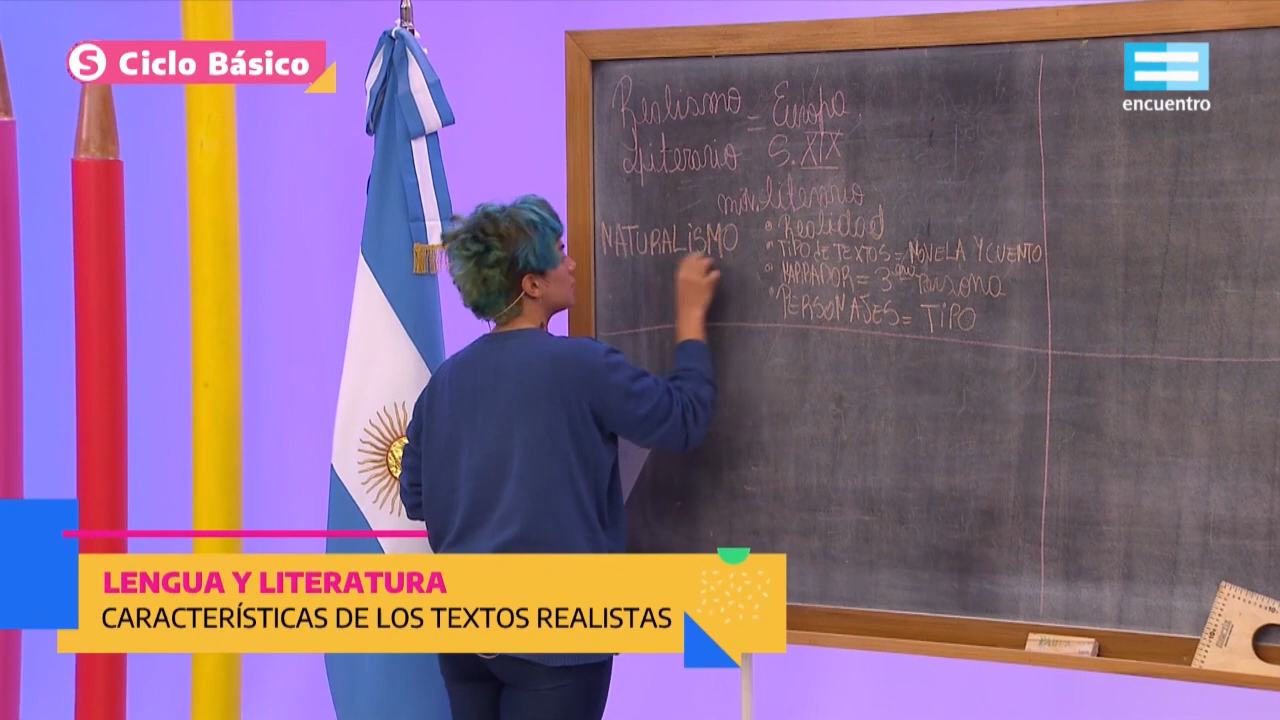 S Ciclo Básico
encuentro
Realismo = Europa
Literario S. XIX
mov. literario
NATURALISMO
• Realidad
• TIPO DE TEXTOS = NOVELA Y CUENTO
• NARRADOR = 3era Persona
• PERSONAJES = TIPO
LENGUA Y LITERATURA
CARACTERÍSTICAS DE LOS TEXTOS REALISTAS